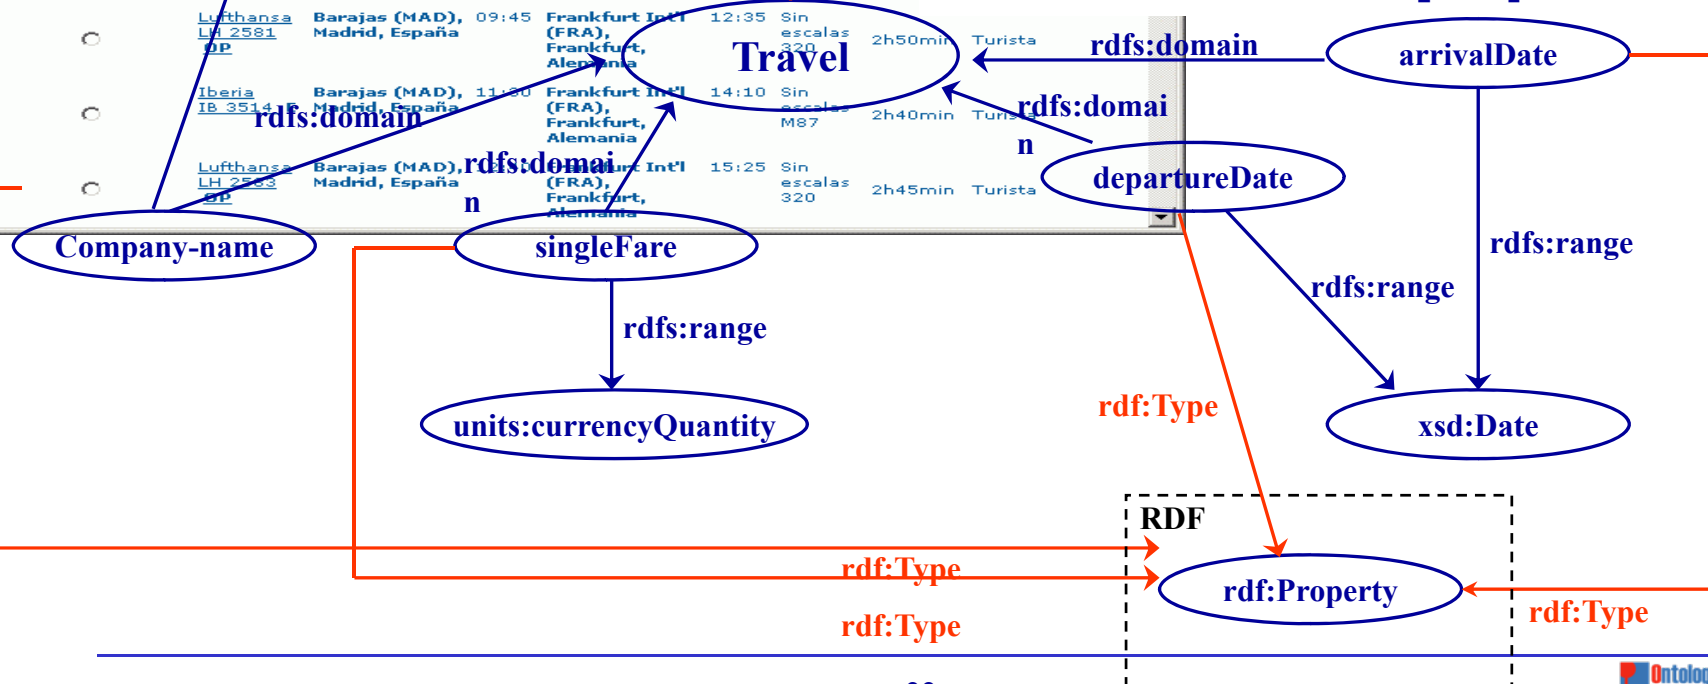 Lufthansa Barajas (MAD), 09:45 Frankfurt Int'l 12:35 Sin
LH 2581 Madrid, España (FRA), escalas
OP Frankfurt, 320 2h50min Turista
Alemania
Travel
rdfs:domain
arrivalDate
Iberia Barajas (MAD), Frankfurt Int'l 14:10 Sin
IB 3514 Madrid, España (FRA), escalas
Frankfurt, M87 2h40min Turista
Alemania
rdfs:domain
rdfs:domai
n
rdfs:domai
n
Lufthansa Barajas (MAD), Frankfurt Int'l 15:25 Sin
LH 2583 Madrid, España (FRA), escalas
OP Frankfurt, 320 2h45min Turista
Alemania
departureDate
Company-name
singleFare
rdfs:range
rdfs:range
rdfs:range
rdf:Type
units:currencyQuantity
xsd:Date
RDF
rdf:Type
rdf:Property
rdf:Type
rdf:Type